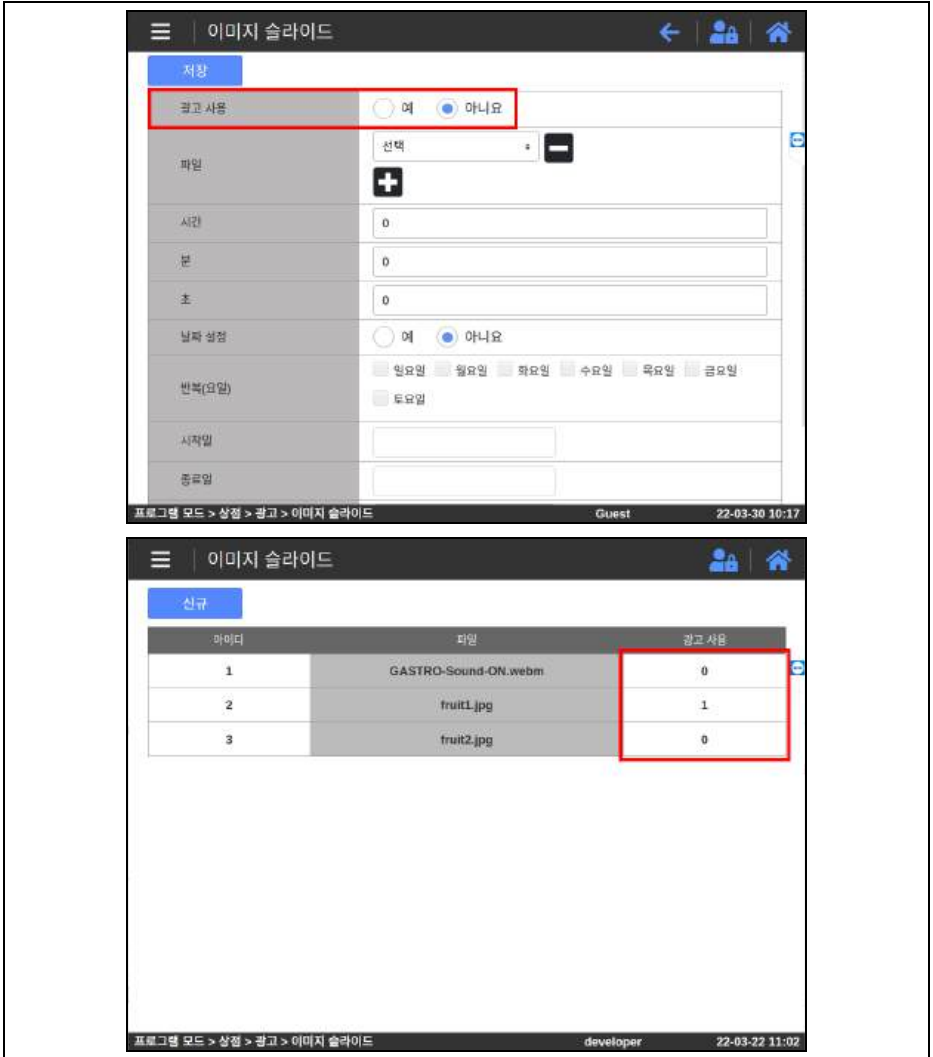 이미지 슬라이드
저장
광고 사용 예 아니요
파일 선택
시간 0
분 0
초 0
날짜 설정 예 아니요
반복(요일) 일요일 월요일 화요일 수요일 목요일 금요일
토요일
시작일
종료일
프로그램 모드 > 상점 > 광고 > 이미지 슬라이드 Guest 22-03-30 10:17
이미지 슬라이드
신규
아이디 파일 광고 사용
1 GASTRO-Sound-ON.webm 0
2 fruit1.jpg 1
3 fruit2.jpg 0
프로그램 모드 > 상점 > 광고 > 이미지 슬라이드 developer 22-03-22 11:02